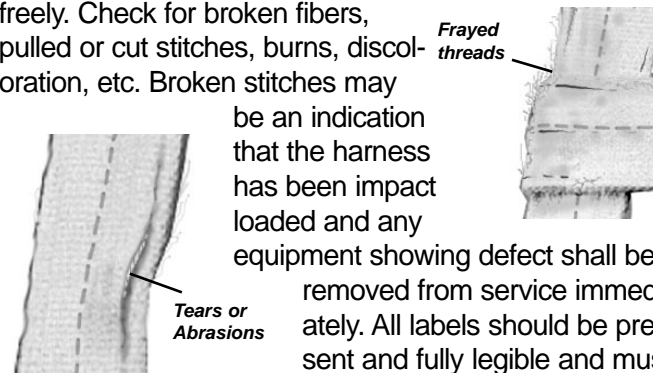 freely. Check for broken fibers,
pulled or cut stitches, burns, discol-
oration, etc. Broken stitches may
be an indication
that the harness
has been impact
loaded and any
equipment showing defect shall be
removed from service immed
ately. All labels should be pre
sent and fully legible and mus
Frayed
threads
Tears or
Abrasions